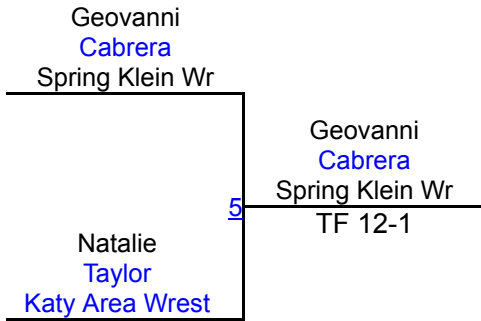 Geovanni
Cabrera
Spring Klein Wr
Geovanni
Cabrera
Spring Klein Wr
5
TF 12-1
Natalie
Taylor
Katy Area Wrest